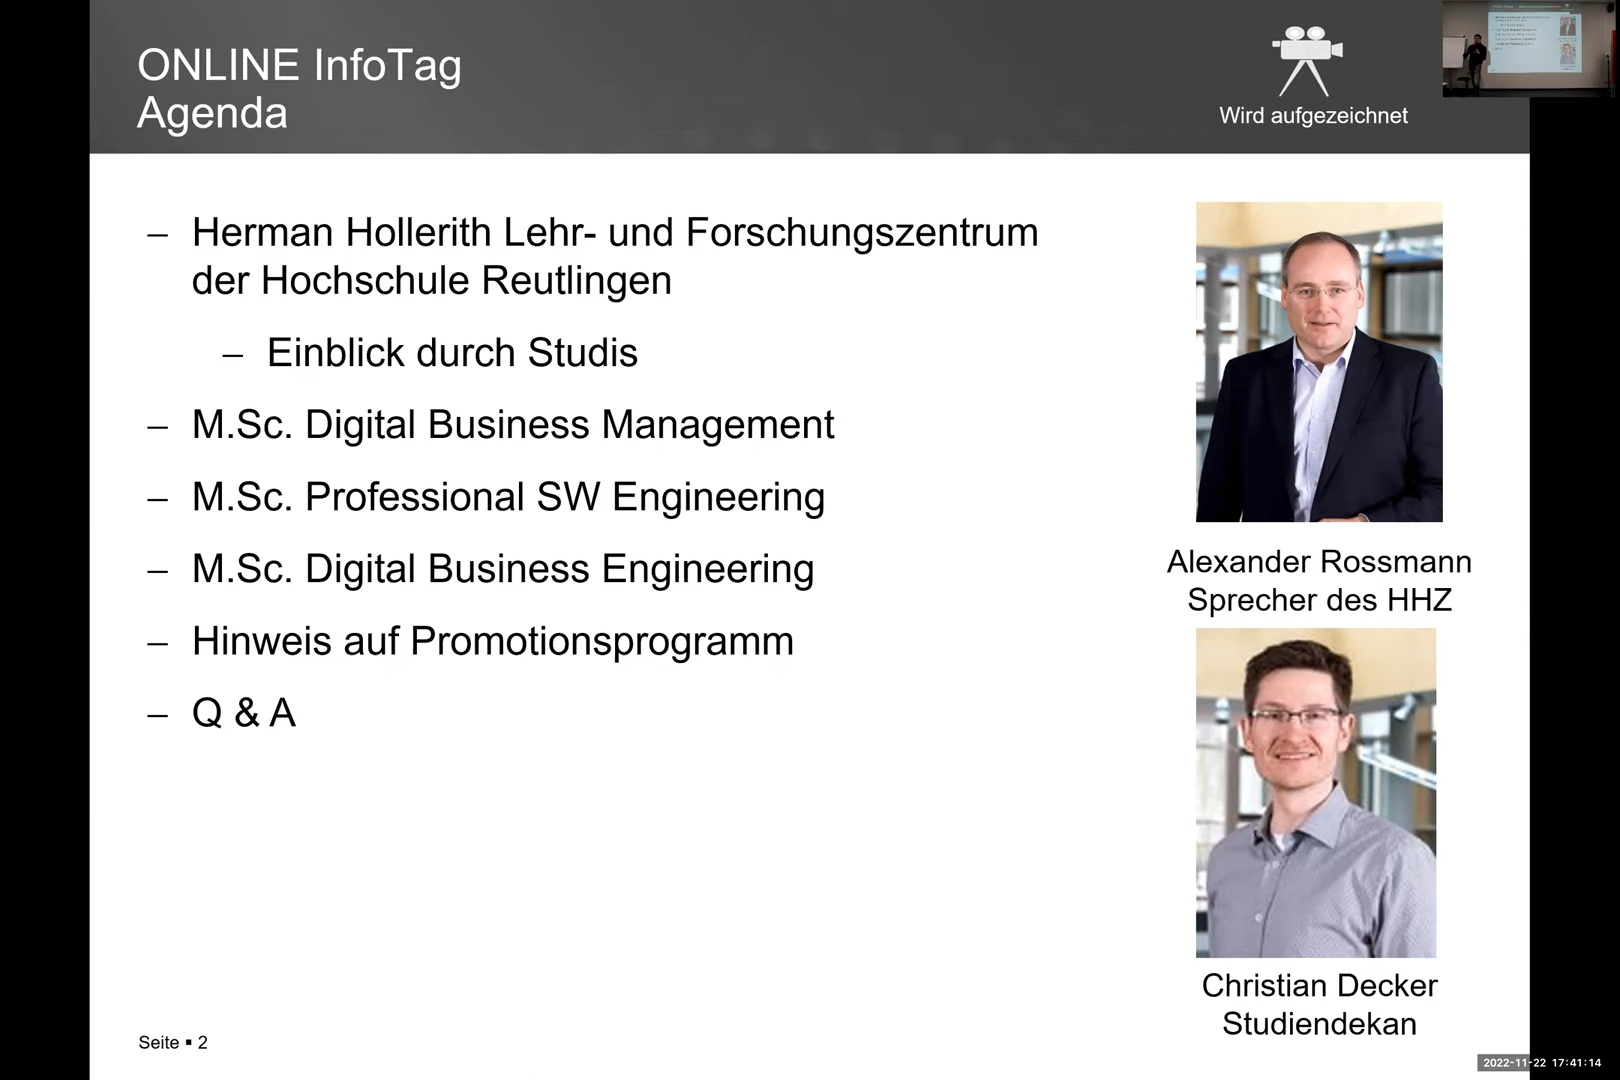 ONLINE InfoTag
Agenda
Wird aufgezeichnet
– Herman Hollerith Lehr- und Forschungszentrum
der Hochschule Reutlingen
– Einblick durch Studis
– M.Sc. Digital Business Management
– M.Sc. Professional SW Engineering
– M.Sc. Digital Business Engineering
– Hinweis auf Promotionsprogramm
– Q & A
Alexander Rossmann
Sprecher des HHZ
Christian Decker
Studiendekan
Seite ▪ 2
2022-11-22 17:41:14